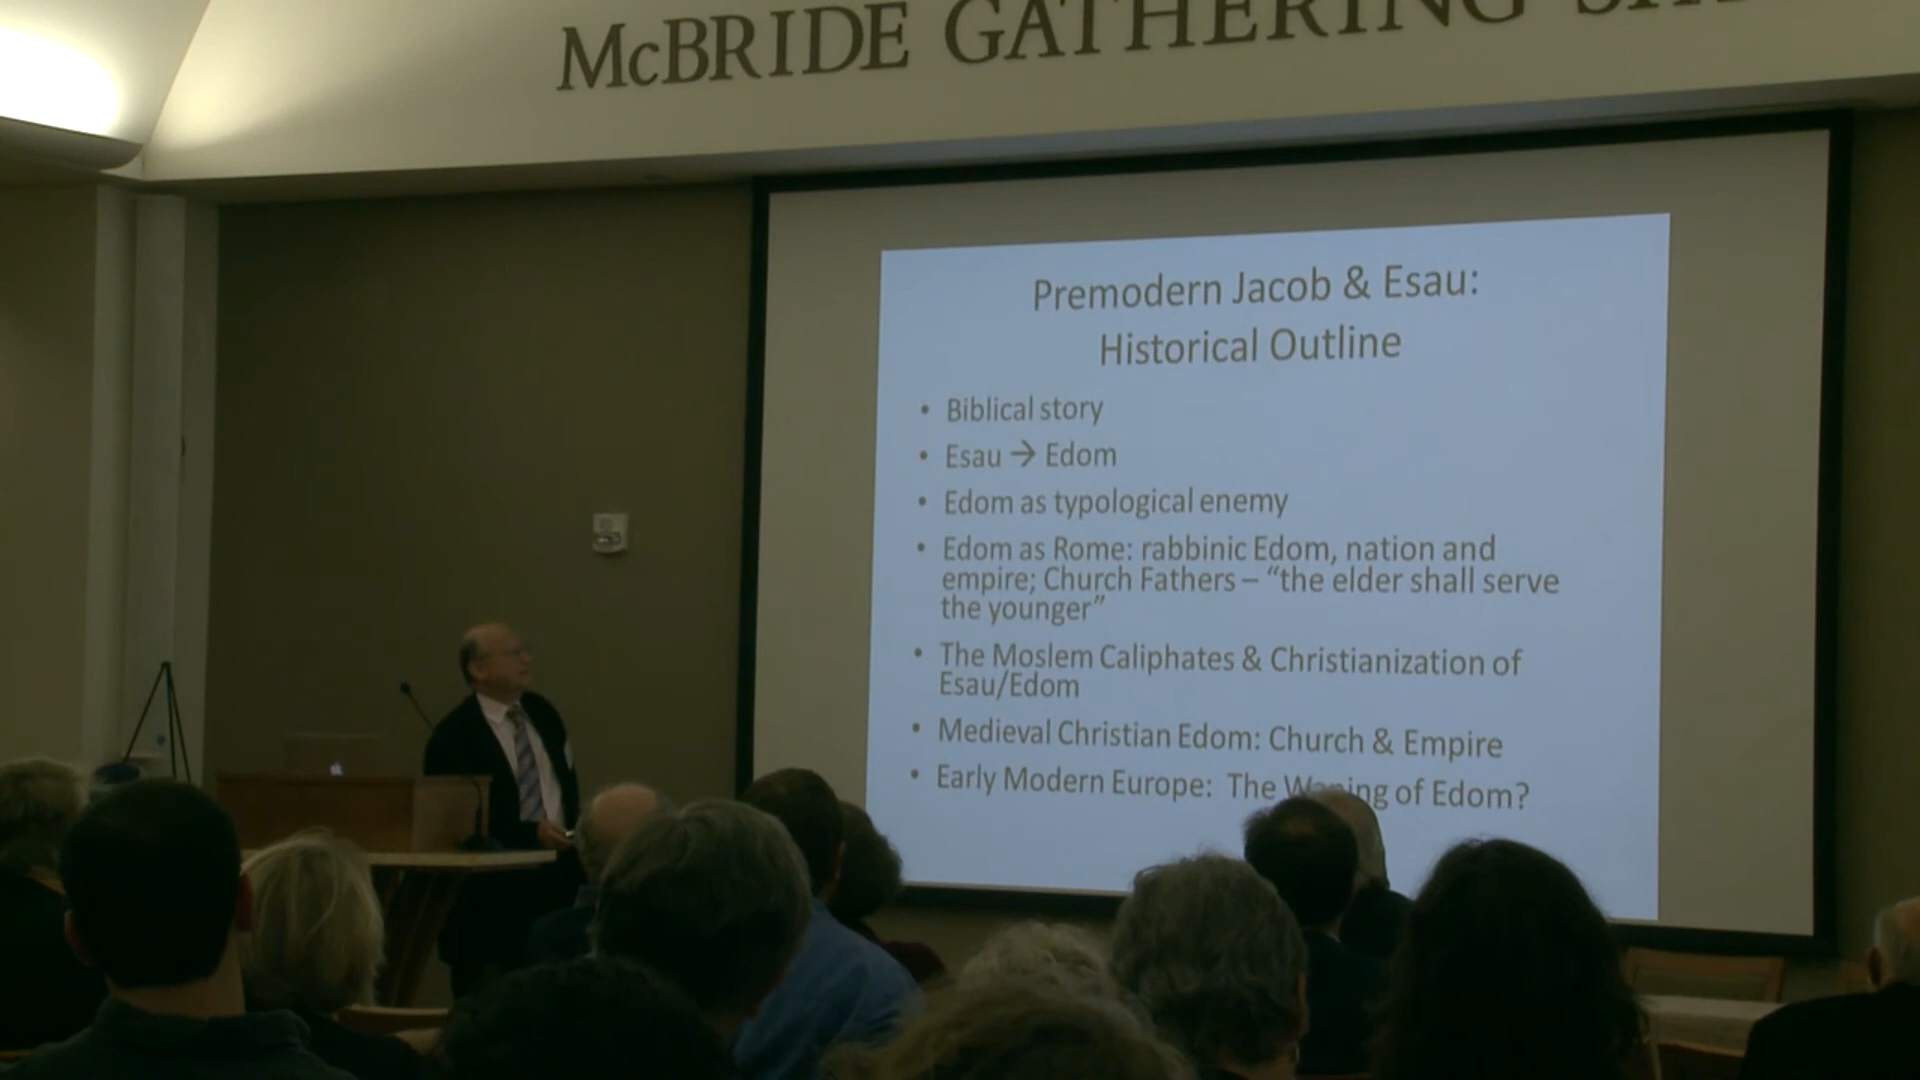 McBRIDE GATHERING
Premodern Jacob & Esau:
Historical Outline
• Biblical story
• Esau → Edom
• Edom as typological enemy
• Edom as Rome: rabbinic Edom, nation and
empire; Church Fathers – “the elder shall serve
the younger”
• The Moslem Caliphates & Christianization of
Esau/Edom
• Medieval Christian Edom: Church & Empire
• Early Modern Europe: The Waning of Edom?